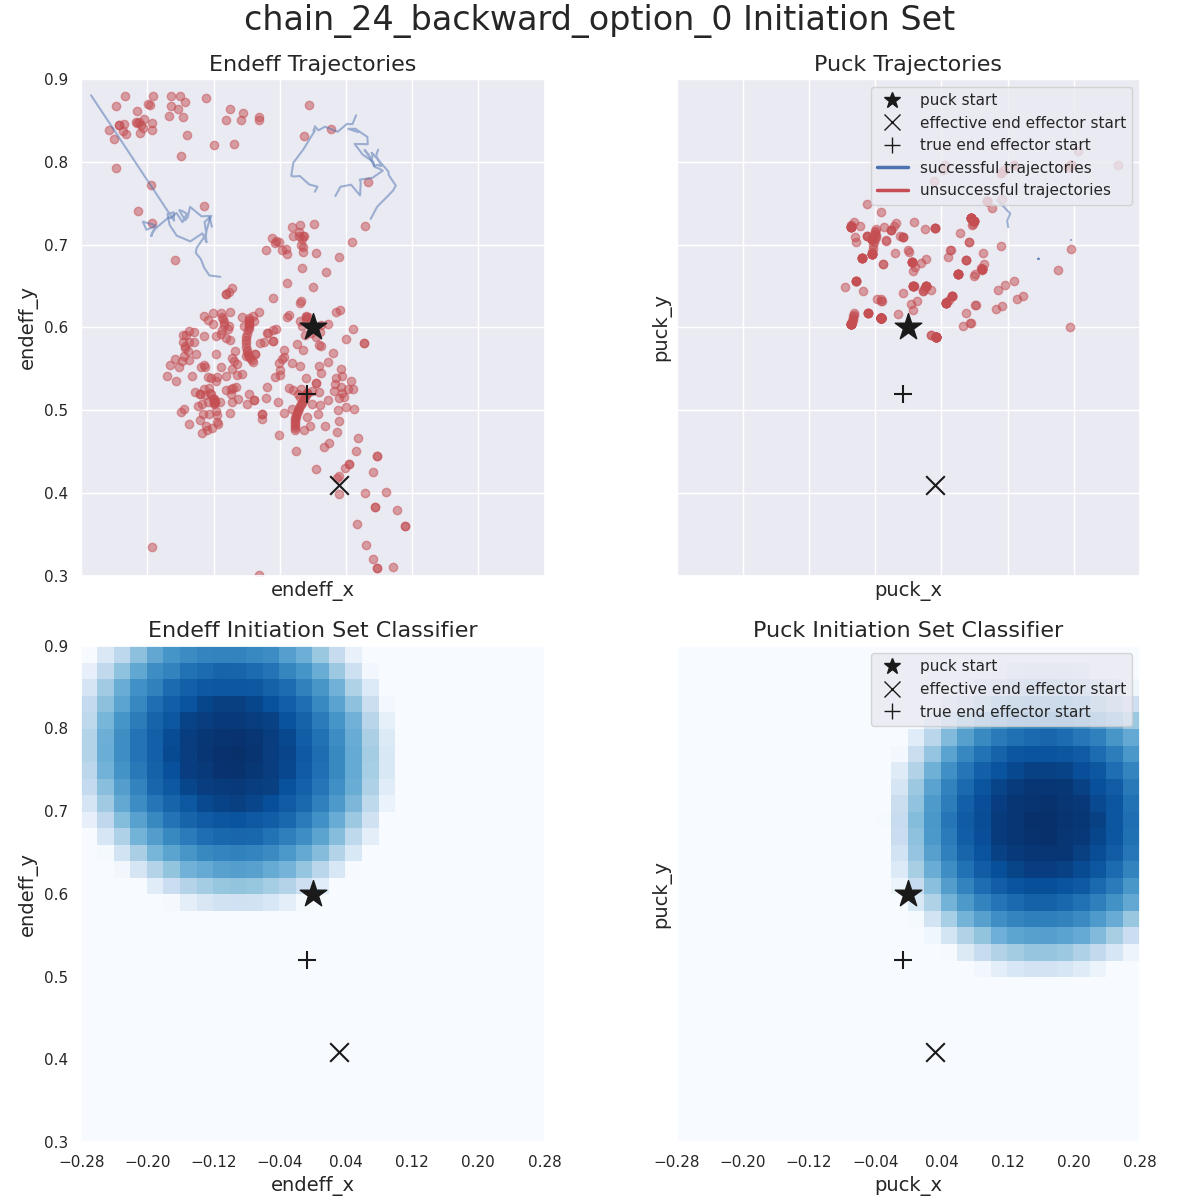 chain_24_backward_option_0 Initiation Set
Endeff Trajectories
0.9
0.8
0.7
0.6
0.5
0.4
0.3
endeff_y
endeff_x
Puck Trajectories
puck start
effective end effector start
true end effector start
successful trajectories
unsuccessful trajectories
puck_y
puck_x
Endeff Initiation Set Classifier
0.9
0.8
0.7
0.6
0.5
0.4
0.3
endeff_y
−0.28 −0.20 −0.12 −0.04 0.04 0.12 0.20 0.28
endeff_x
Puck Initiation Set Classifier
puck start
effective end effector start
true end effector start
puck_y
−0.28 −0.20 −0.12 −0.04 0.04 0.12 0.20 0.28
puck_x